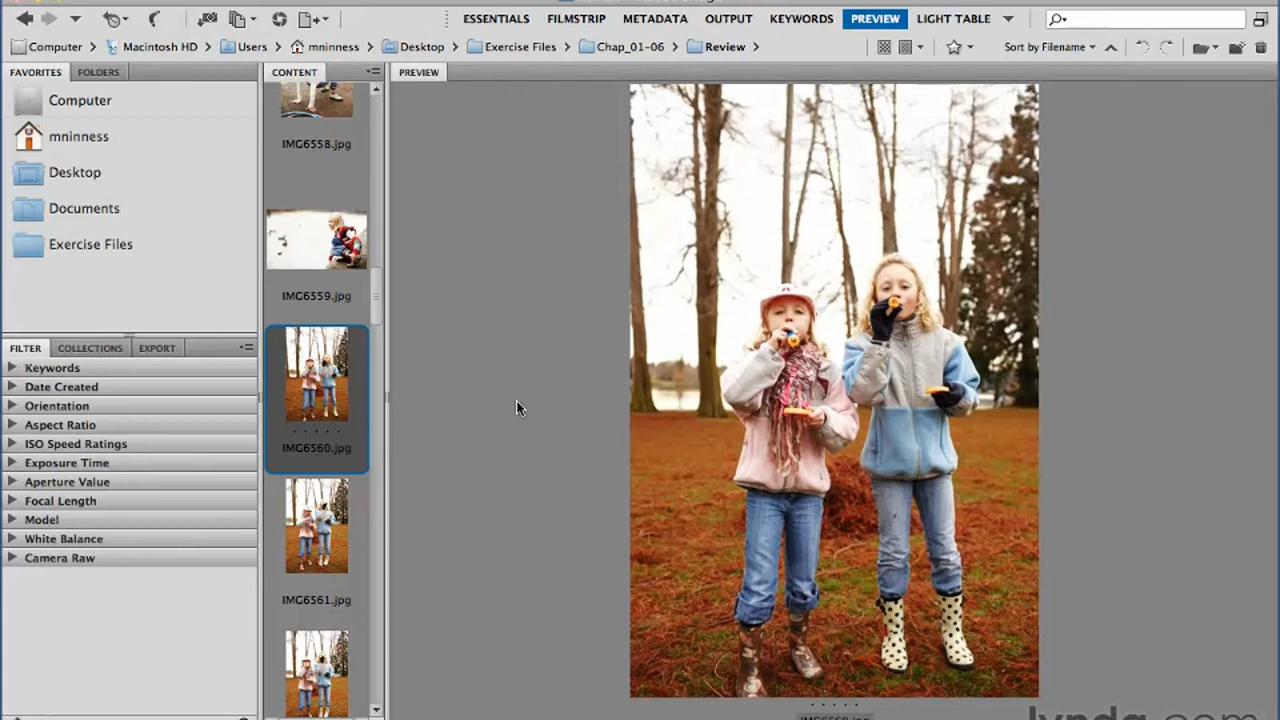 ESSENTIALS FILMSTRIP METADATA OUTPUT KEYWORDS PREVIEW LIGHT TABLE
Computer Macintosh HD Users mninness Desktop Exercise Files Chap_01-06 Review Sort by Filename
FAVORITES FOLDERS
CONTENT
PREVIEW
Computer
mninness
Desktop
Documents
Exercise Files
FILTER COLLECTIONS EXPORT
Keywords
Date Created
Orientation
Aspect Ratio
ISO Speed Ratings
Exposure Time
Aperture Value
Focal Length
Model
White Balance
Camera Raw
IMG6558.jpg
IMG6559.jpg
IMG6560.jpg
IMG6561.jpg